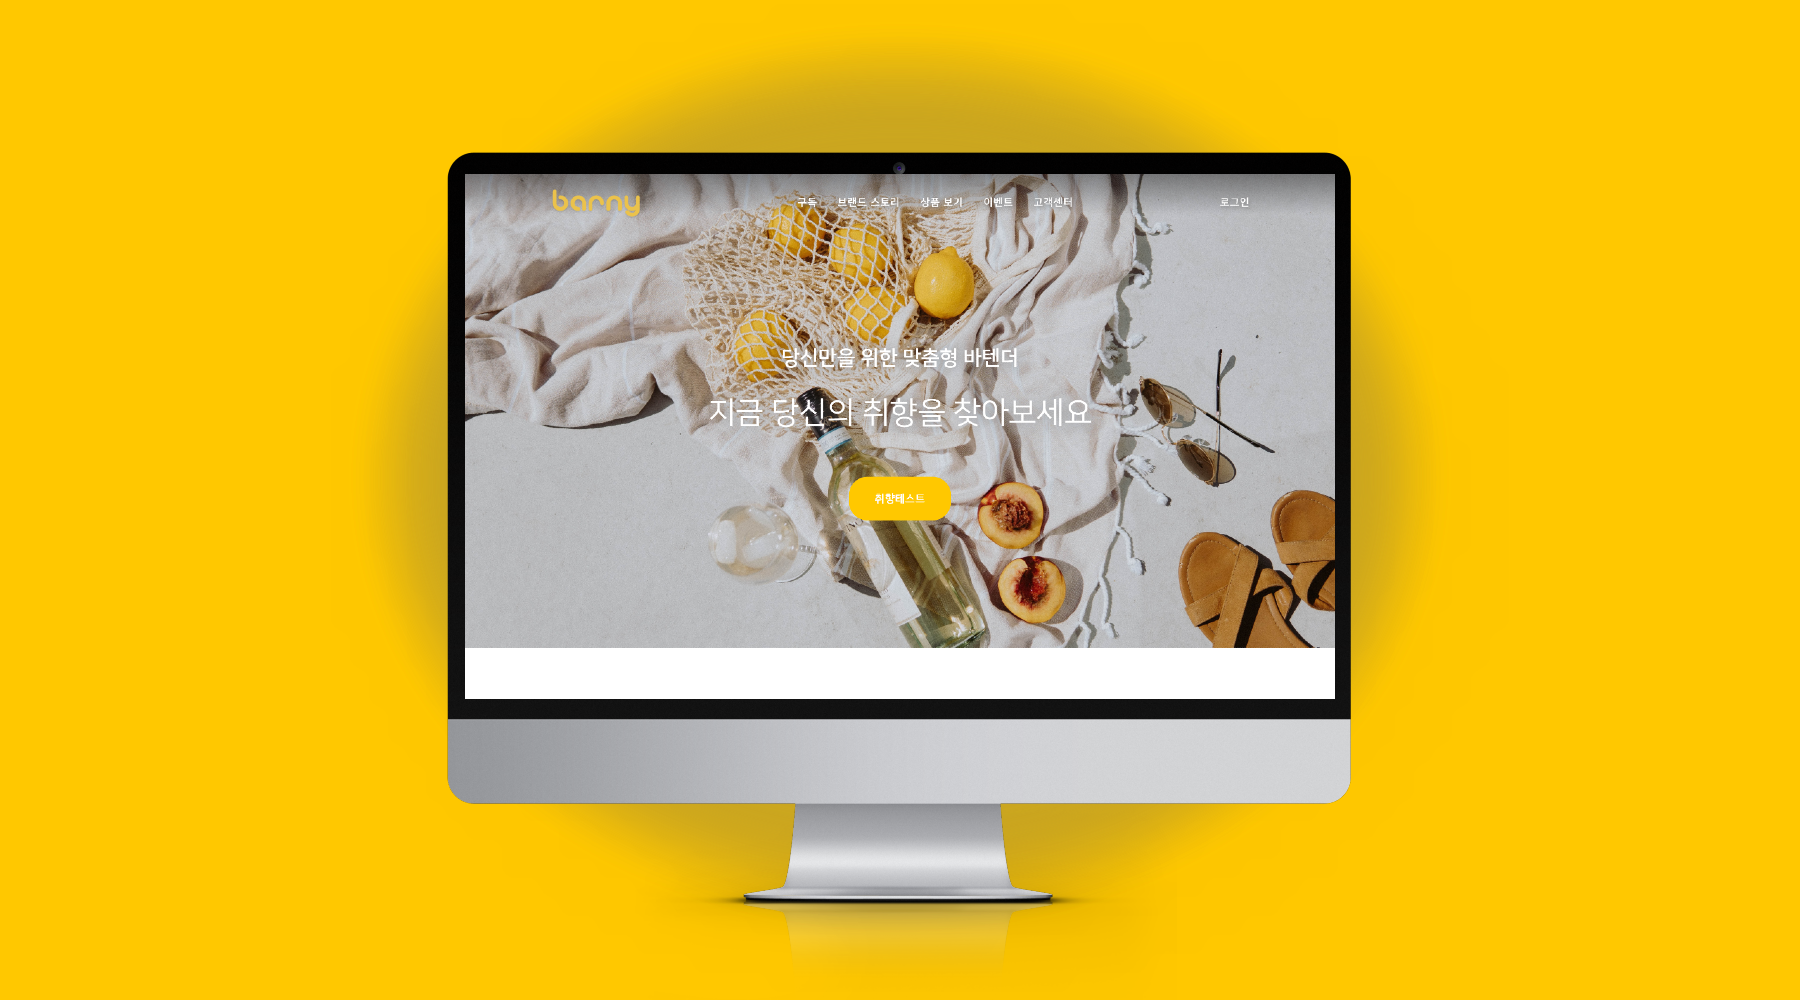 barny
구독 브랜드 스토리 상품 보기 이벤트 고객센터 로그인
당신만을 위한 맞춤형 바텐더
지금 당신의 취향을 찾아보세요
취향테스트